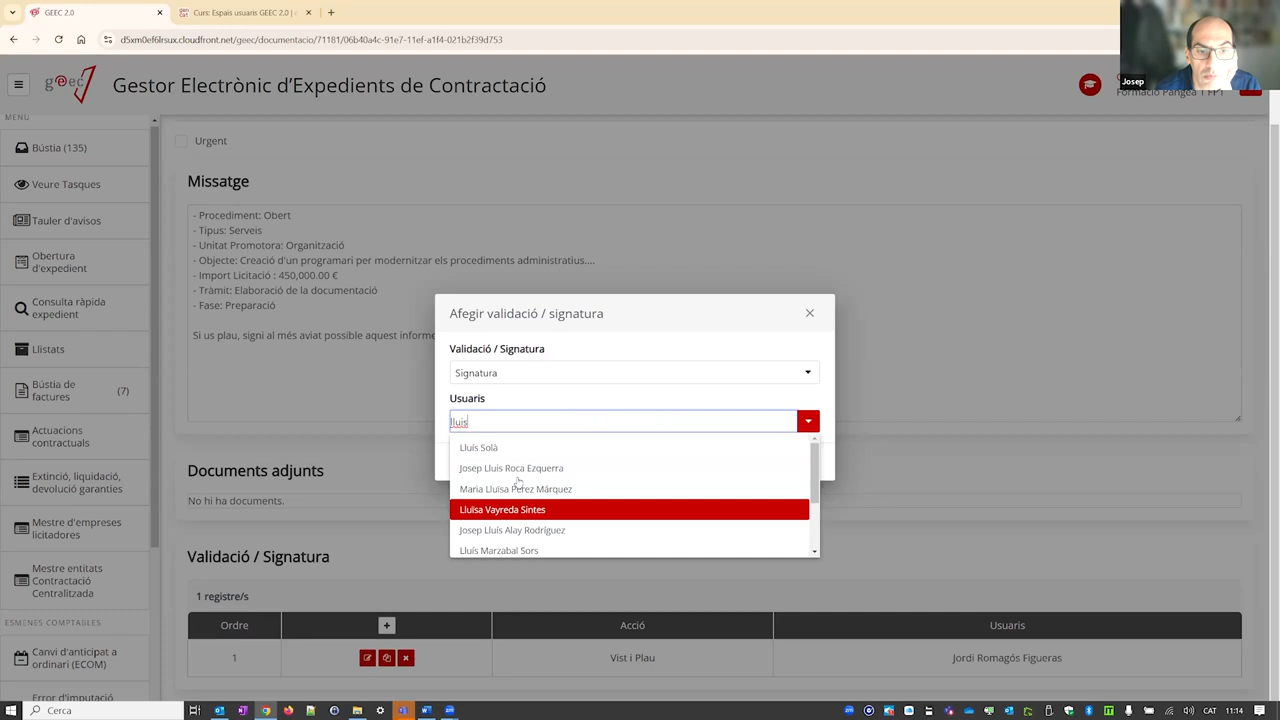 GEEC 2.0
Curs: Espais usuaris GEEC 2.0 |
d5xm0ef6lrsux.cloudfront.net/geec/documentacio/71181/06b40a4c-91e7-11ef-a1f4-021b2f39d753
Josep
geec
Gestor Electrònic d'Expedients de Contractació
Formació Pangea 1 FPT
MENÚ
Bústia (135)
Veure Tasques
Tauler d'avisos
Obertura
d'expedient
Consulta ràpida
expedient
Llistats
Bústia de
factures
(7)
Actuacions
contractuals
Extinció, liquidació,
devolució garanties
Mestre d'empreses
licitadores
Mestre entitats
Contractació
Centralitzada
ESMENES COMPTABLES
Canvi d'anticipat a
ordinari (ECOM)
Error d'imputació
Urgent
Missatge
- Procediment: Obert
- Tipus: Serveis
- Unitat Promotora: Organització
- Objecte: Creació d'un programari per modernitzar els procediments administratius....
- Import Licitació : 450,000.00 €
- Tràmit: Elaboració de la documentació
- Fase: Preparació
Si us plau, signi al més aviat possible aquest informe
Afegir validació / signatura
Validació / Signatura
Signatura
Usuaris
lluis
Lluís Solà
Josep Lluis Roca Ezquerra
Maria Lluïsa Pérez Márquez
Lluïsa Vayreda Sintes
Josep Lluís Alay Rodríguez
Lluís Marzabal Sors
Documents adjunts
No hi ha documents.
Validació / Signatura
1 registre/s
Ordre
+
Acció
Usuaris
1
Vist i Plau
Jordi Romagós Figueras
Cerca
CAT
11:14